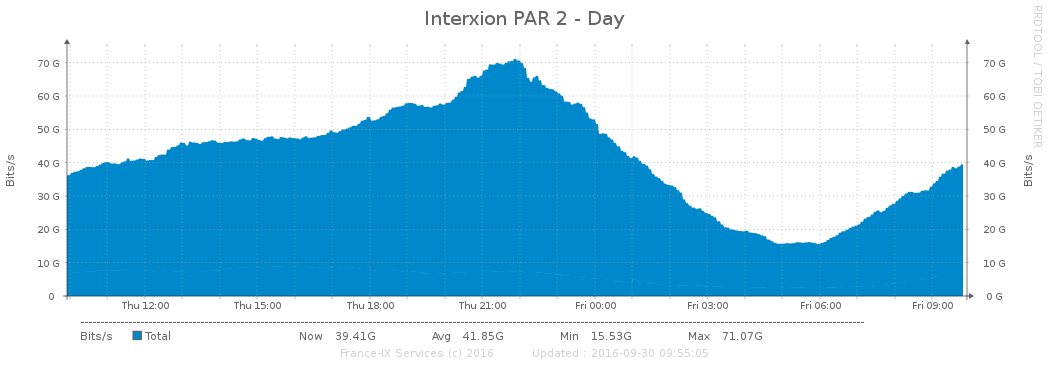 Interxion PAR 2 - Day
RRDTOOL / TOBI OETIKER
Bits/s
Bits/s
70 G 70 G
60 G 60 G
50 G 50 G
40 G 40 G
30 G 30 G
20 G 20 G
10 G 10 G
0 0 G
Thu 12:00 Thu 15:00 Thu 18:00 Thu 21:00 Fri 00:00 Fri 03:00 Fri 06:00 Fri 09:00
Bits/s Total Now 39.41G Avg 41.85G Min 15.53G Max 71.07G
France-IX Services (c) 2016 Updated : 2016-09-30 09:55:05